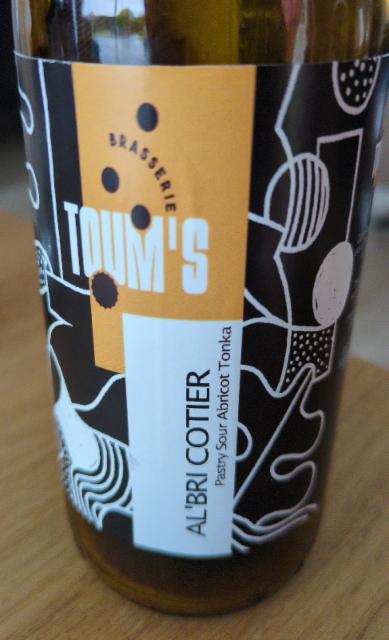 BRASSERIE
TOUM'S
AL'BRI COTIER
Pastry Sour Abricot Tonka